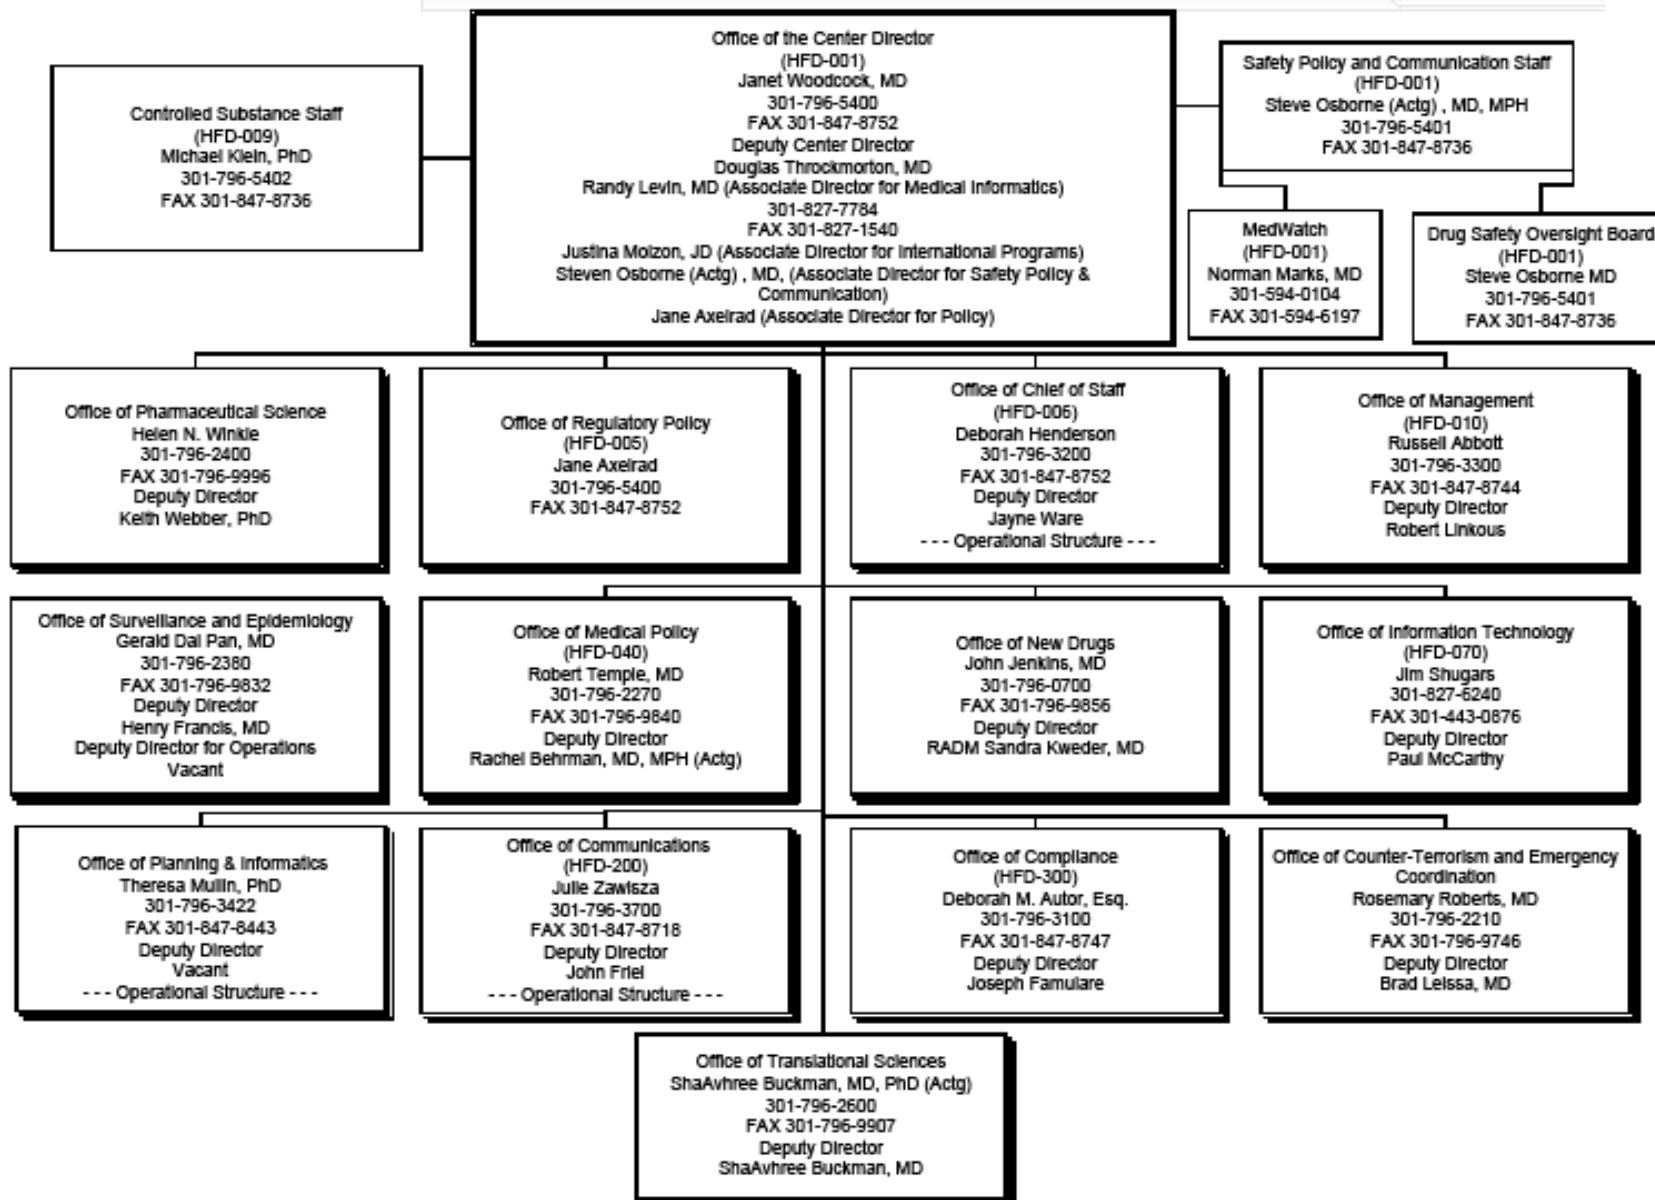 Office of the Center Director
(HFD-001)
Janet Woodcock, MD
301-796-5400
FAX 301-847-8752
Deputy Center Director
Douglas Throckmorton, MD
Randy Levin, MD (Associate Director for Medical Informatics)
301-827-7784
FAX 301-827-1540
Justina Molzon, JD (Associate Director for International Programs)
Steven Osborne (Actg) , MD, (Associate Director for Safety Policy &
Communication)
Jane Axelrad (Associate Director for Policy)
Controlled Substance Staff
(HFD-009)
Michael Klein, PhD
301-796-5402
FAX 301-847-8736
Safety Policy and Communication Staff
(HFD-001)
Steve Osborne (Actg) , MD, MPH
301-796-5401
FAX 301-847-8736
MedWatch
(HFD-001)
Norman Marks, MD
301-594-0104
FAX 301-594-6197
Drug Safety Oversight Board
(HFD-001)
Steve Osborne MD
301-796-5401
FAX 301-847-8736
Office of Pharmaceutical Science
Helen N. Winkle
301-796-2400
FAX 301-796-9996
Deputy Director
Keith Webber, PhD
Office of Regulatory Policy
(HFD-005)
Jane Axelrad
301-796-5400
FAX 301-847-8752
Office of Chief of Staff
(HFD-006)
Deborah Henderson
301-796-3200
FAX 301-847-8752
Deputy Director
Jayne Ware
- - - Operational Structure - - -
Office of Management
(HFD-010)
Russell Abbott
301-796-3300
FAX 301-847-8744
Deputy Director
Robert Linkous
Office of Surveillance and Epidemiology
Gerald Dal Pan, MD
301-796-2380
FAX 301-796-9832
Deputy Director
Henry Francis, MD
Deputy Director for Operations
Vacant
Office of Medical Policy
(HFD-040)
Robert Temple, MD
301-796-2270
FAX 301-796-9840
Deputy Director
Rachel Behrman, MD, MPH (Actg)
Office of New Drugs
John Jenkins, MD
301-796-0700
FAX 301-796-9856
Deputy Director
RADM Sandra Kweder, MD
Office of Information Technology
(HFD-070)
Jim Shugars
301-827-6240
FAX 301-443-0876
Deputy Director
Paul McCarthy
Office of Planning & Informatics
Theresa Mullin, PhD
301-796-3422
FAX 301-847-8443
Deputy Director
Vacant
- - - Operational Structure - - -
Office of Communications
(HFD-200)
Julie Zawisza
301-796-3700
FAX 301-847-8718
Deputy Director
John Friel
- - - Operational Structure - - -
Office of Compliance
(HFD-300)
Deborah M. Autor, Esq.
301-796-3100
FAX 301-847-8747
Deputy Director
Joseph Famulare
Office of Counter-Terrorism and Emergency
Coordination
Rosemary Roberts, MD
301-796-2210
FAX 301-796-9746
Deputy Director
Brad Leissa, MD
Office of Translational Sciences
ShaAvhree Buckman, MD, PhD (Actg)
301-796-2600
FAX 301-796-9907
Deputy Director
ShaAvhree Buckman, MD